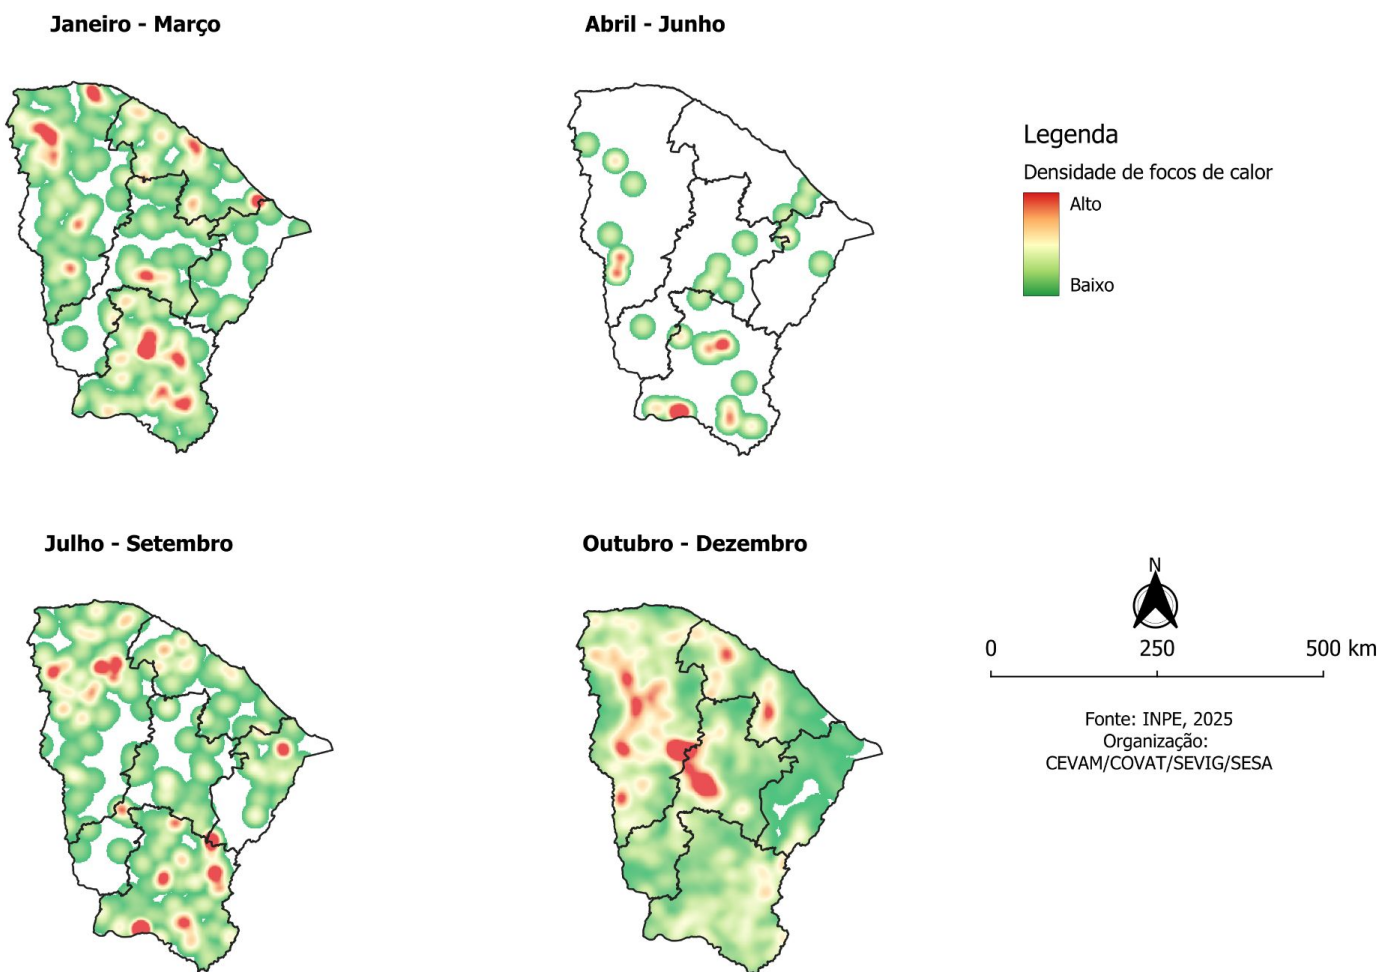 Janeiro - Março
Abril - Junho
Legenda
Densidade de focos de calor
Alto
Baixo
Julho - Setembro
Outubro - Dezembro
N
0 250 500 km
Fonte: INPE, 2025
Organização:
CEVAM/COVAT/SEVIG/SESA